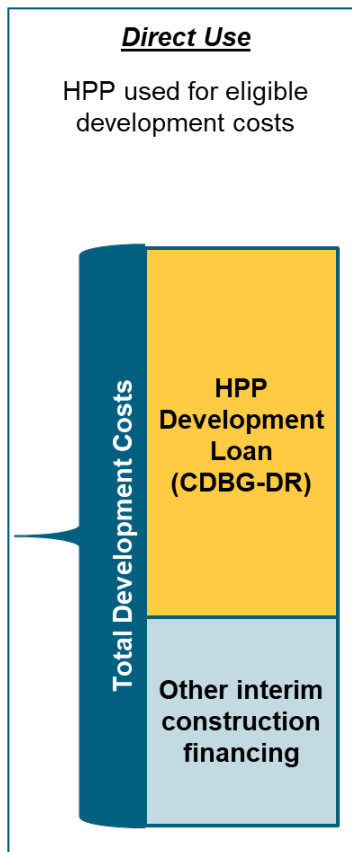 Direct Use
HPP used for eligible
development costs
Total Development Costs
HPP
Development
Loan
(CDBG-DR)
Other interim
construction
financing